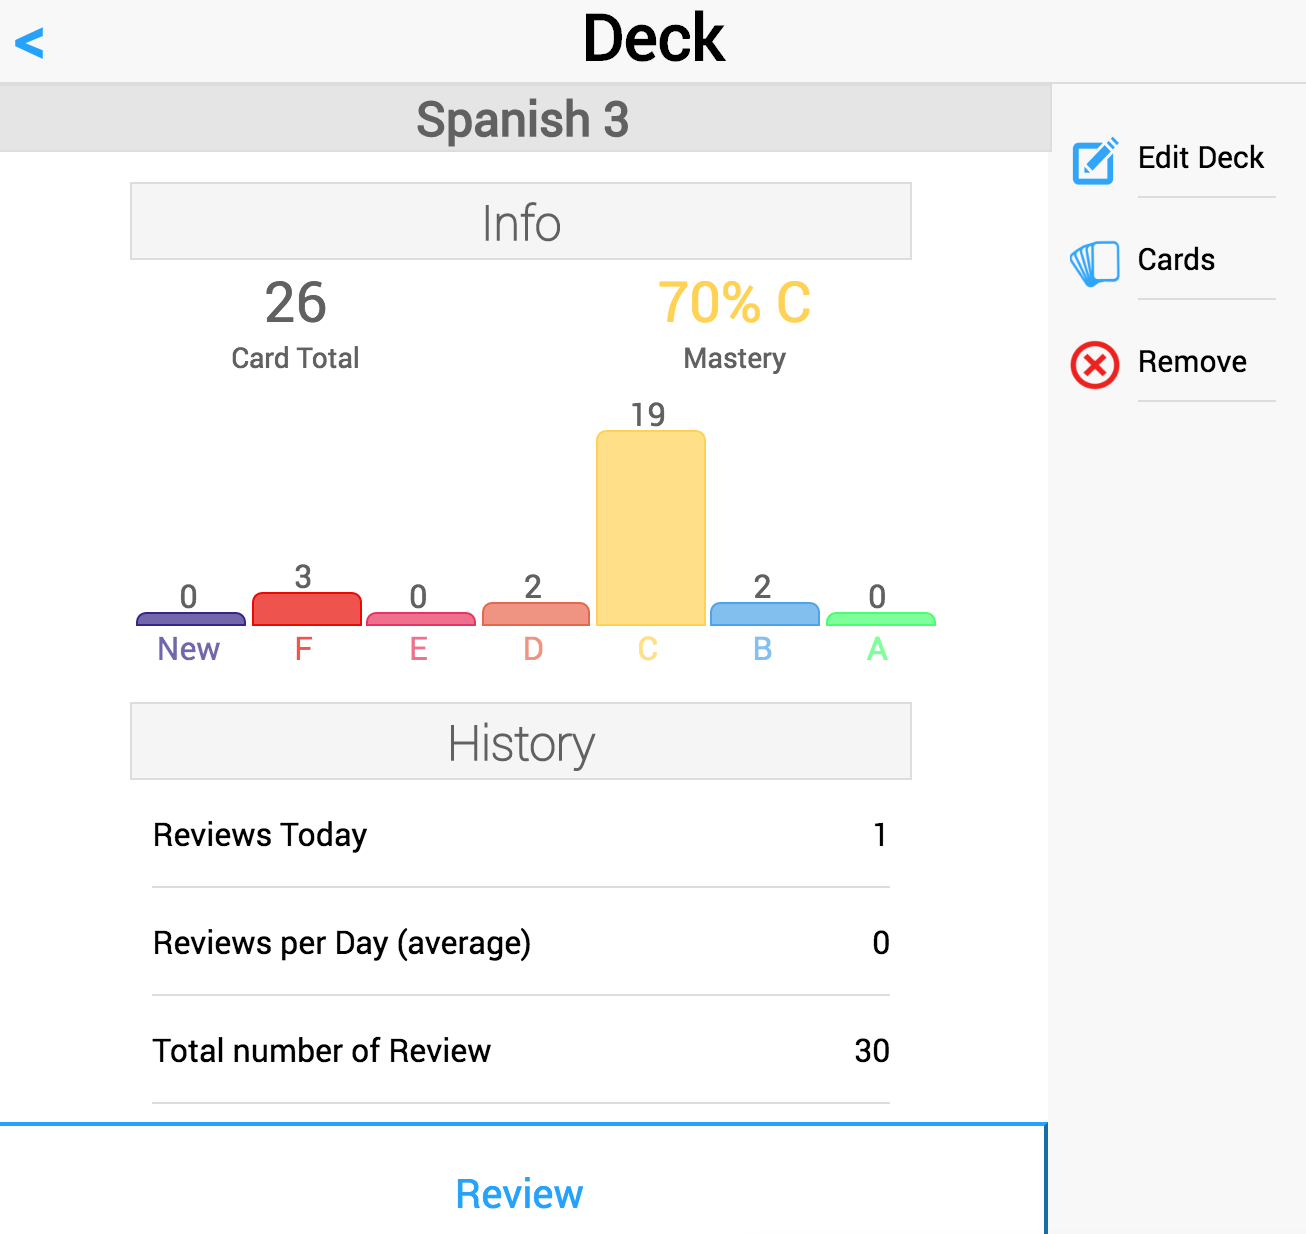 <
Deck
Spanish 3
Edit Deck
Cards
Remove
Info
26
Card Total
70% C
Mastery
0 3 0 2 19 2 0
New F E D C B A
History
Reviews Today 1
Reviews per Day (average) 0
Total number of Review 30
Review